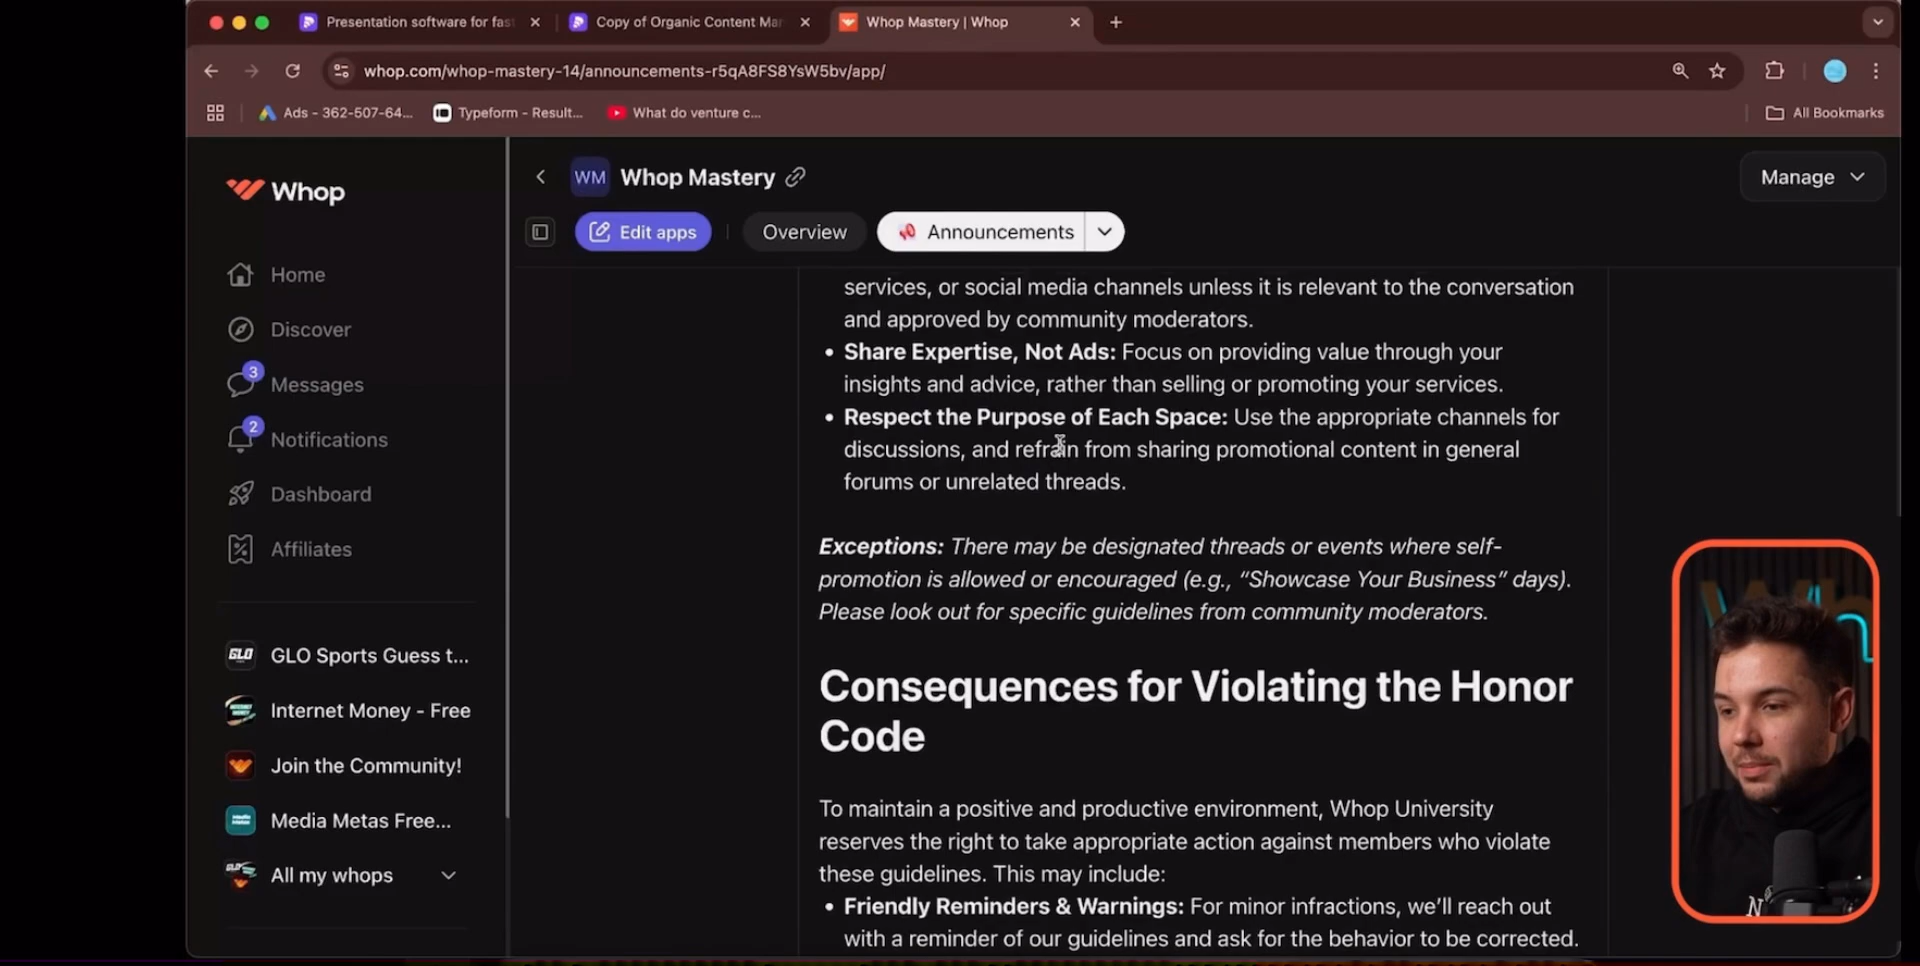 Presentation software for fas
Copy of Organic Content Mar
Whop Mastery | Whop
whop.com/whop-mastery-14/announcements-r5qA8FS8YsW5bv/app/
Ads - 362-507-64...
Typeform - Result...
What do venture c...
All Bookmarks
Whop
WM
Whop Mastery
Manage
Edit apps
Overview
Announcements
Home
Discover
3
Messages
2
Notifications
Dashboard
Affiliates
GLO
GLO Sports Guess t...
Internet Money - Free
Join the Community!
Media Metas Free...
All my whops
services, or social media channels unless it is relevant to the conversation
and approved by community moderators.
• Share Expertise, Not Ads: Focus on providing value through your
insights and advice, rather than selling or promoting your services.
• Respect the Purpose of Each Space: Use the appropriate channels for
discussions, and refrain from sharing promotional content in general
forums or unrelated threads.
Exceptions: There may be designated threads or events where self-
promotion is allowed or encouraged (e.g., “Showcase Your Business” days).
Please look out for specific guidelines from community moderators.
Consequences for Violating the Honor
Code
To maintain a positive and productive environment, Whop University
reserves the right to take appropriate action against members who violate
these guidelines. This may include:
• Friendly Reminders & Warnings: For minor infractions, we’ll reach out
with a reminder of our guidelines and ask for the behavior to be corrected.